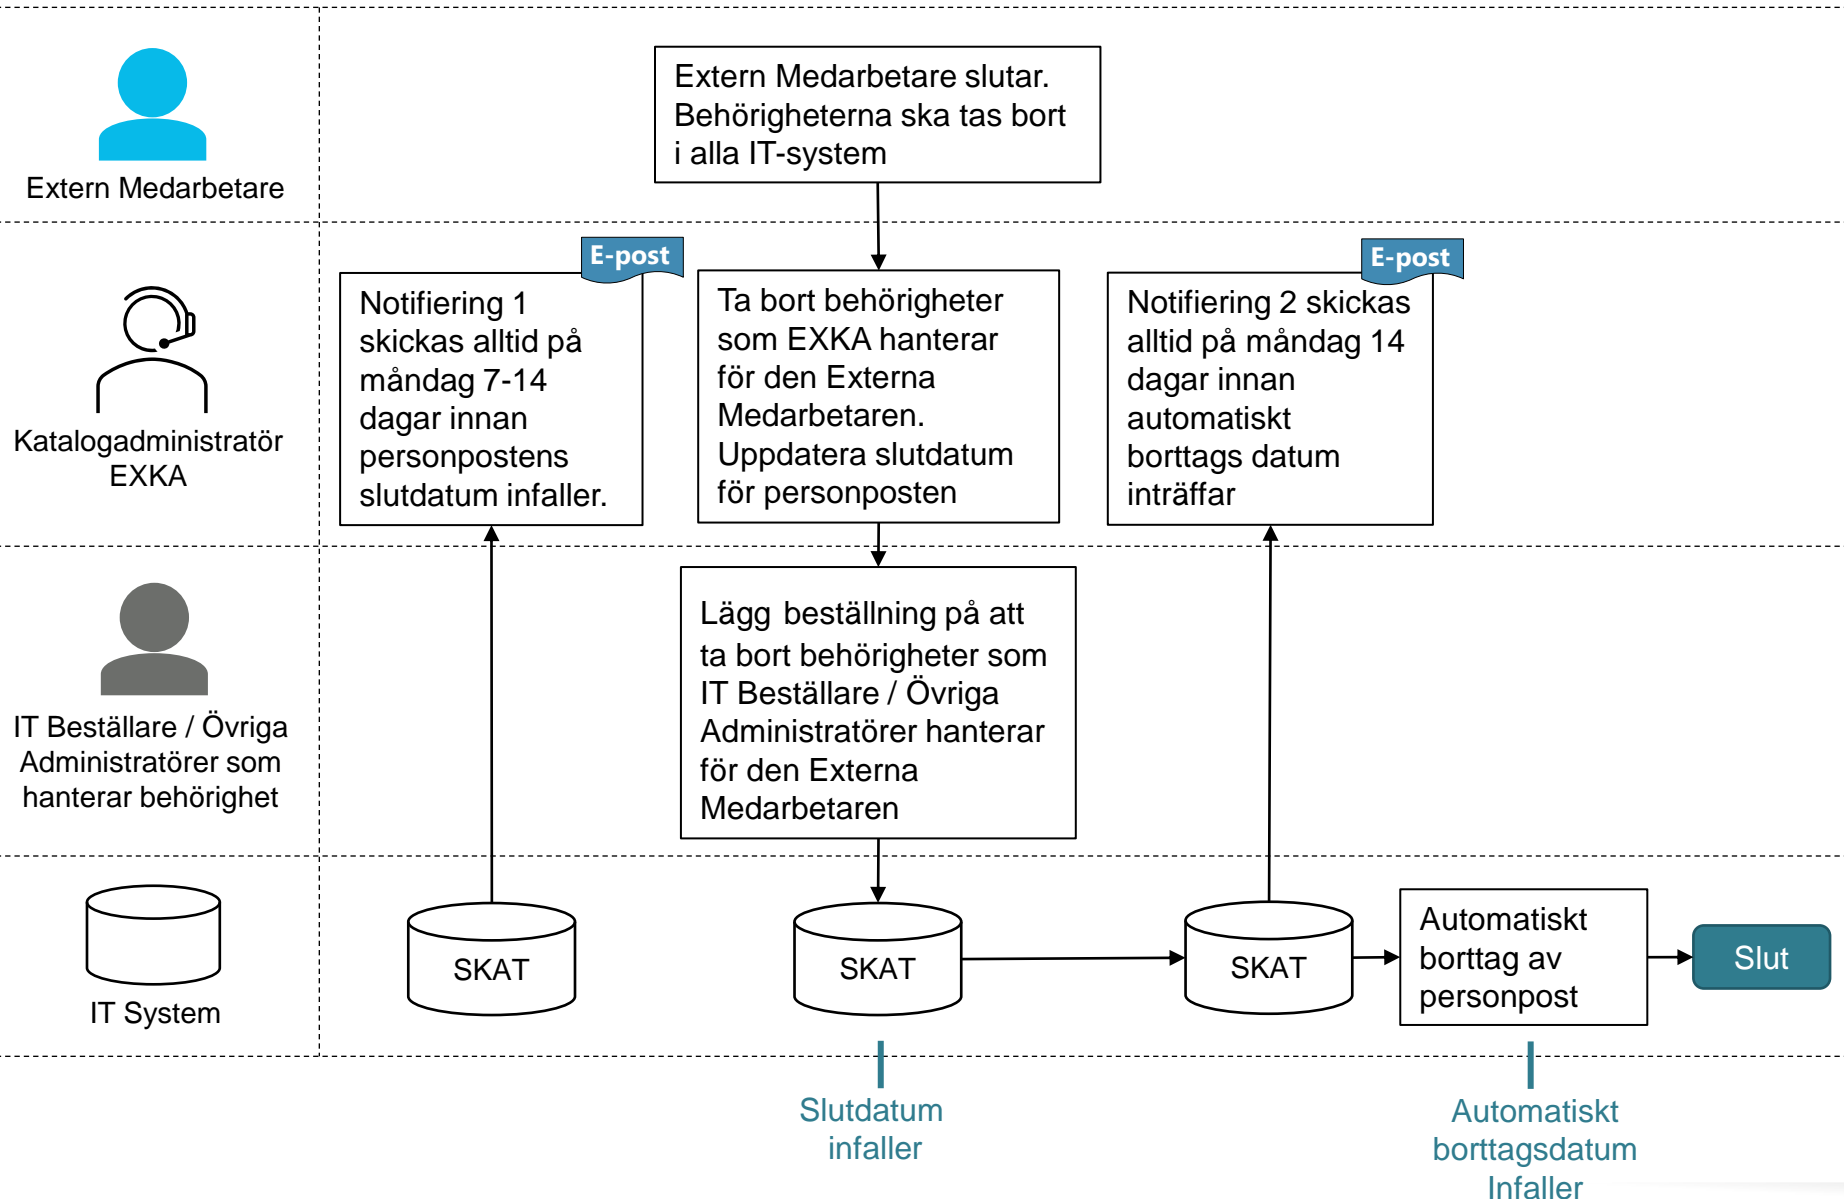 Extern Medarbetare
Extern Medarbetare slutar.
Behörigheterna ska tas bort
i alla IT-system
Katalogadministratör
EXKA
E-post
Notifiering 1
skickas alltid på
måndag 7-14
dagar innan
personpostens
slutdatum infaller.
Ta bort behörigheter
som EXKA hanterar
för den Externa
Medarbetaren.
Uppdatera slutdatum
för personposten
E-post
Notifiering 2 skickas
alltid på måndag 14
dagar innan
automatiskt
borttags datum
inträffar
IT Beställare / Övriga
Administratörer som
hanterar behörighet
Lägg beställning på att
ta bort behörigheter som
IT Beställare / Övriga
Administratörer hanterar
för den Externa
Medarbetaren
IT System
SKAT
SKAT
SKAT
Automatiskt
borttag av
personpost
Slut
Slutdatum
infaller
Automatiskt
borttagsdatum
Infaller